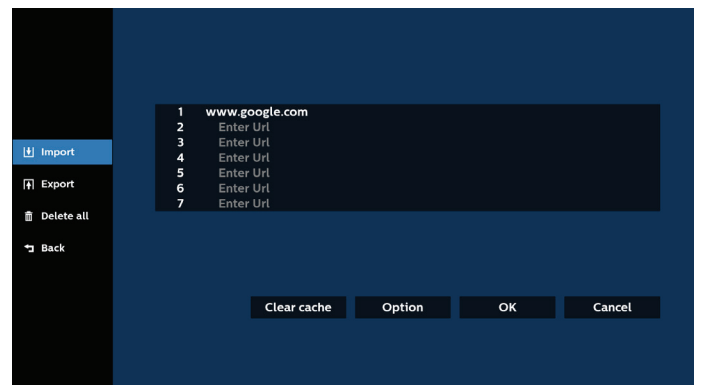 Import
Export
Delete all
Back
1 www.google.com
2 Enter Url
3 Enter Url
4 Enter Url
5 Enter Url
6 Enter Url
7 Enter Url
Clear cache Option OK Cancel